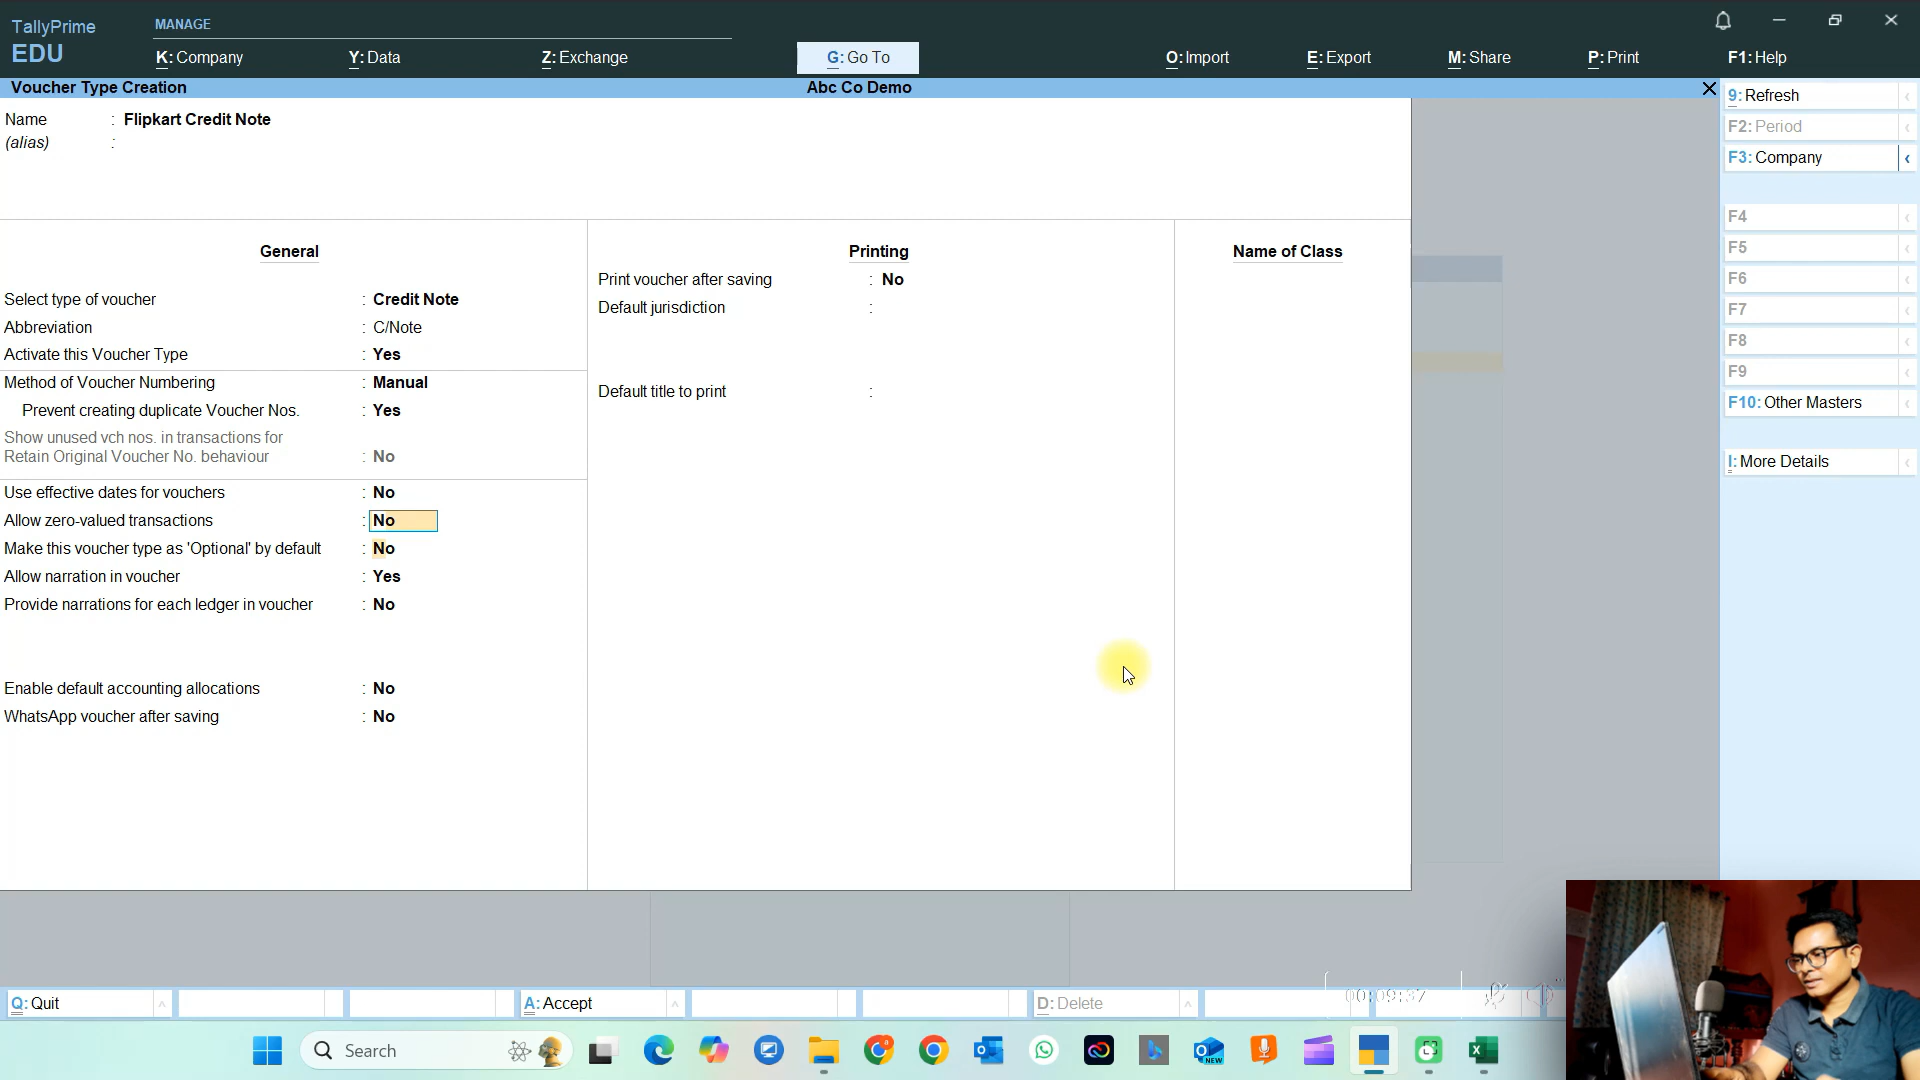 TallyPrime
EDU
MANAGE
K: Company
Y: Data
Z: Exchange
G: Go To
O: Import
E: Export
M: Share
P: Print
F1: Help
Voucher Type Creation
Abc Co Demo
Name : Flipkart Credit Note
(alias) :
General
Select type of voucher : Credit Note
Abbreviation : C/Note
Activate this Voucher Type : Yes
Method of Voucher Numbering : Manual
Prevent creating duplicate Voucher Nos. : Yes
Show unused vch nos. in transactions for
Retain Original Voucher No. behaviour : No
Use effective dates for vouchers : No
Allow zero-valued transactions : No
Make this voucher type as 'Optional' by default : No
Allow narration in voucher : Yes
Provide narrations for each ledger in voucher : No
Enable default accounting allocations : No
WhatsApp voucher after saving : No
Printing
Print voucher after saving : No
Default jurisdiction :
Default title to print :
Name of Class
9: Refresh
F2: Period
F3: Company
F4
F5
F6
F7
F8
F9
F10: Other Masters
I: More Details
Q: Quit
A: Accept
D: Delete
00:09:37
Search
NEW